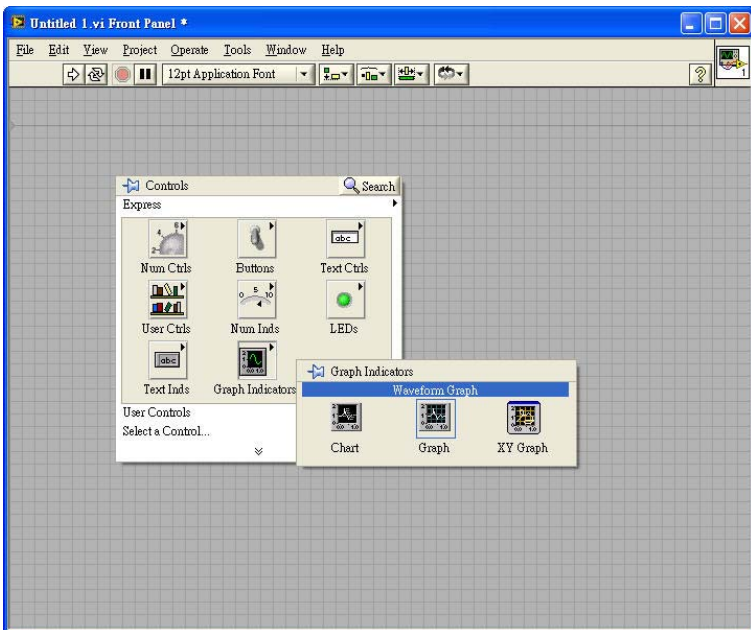 Untitled 1.vi Front Panel *
File Edit View Project Operate Tools Window Help
12pt Application Font
1
Controls Search
Express
Num Ctrls Buttons Text Ctrls
User Ctrls Num Inds LEDs
Text Inds Graph Indicators
User Controls
Select a Control...
Graph Indicators
Waveform Graph
Chart Graph XY Graph